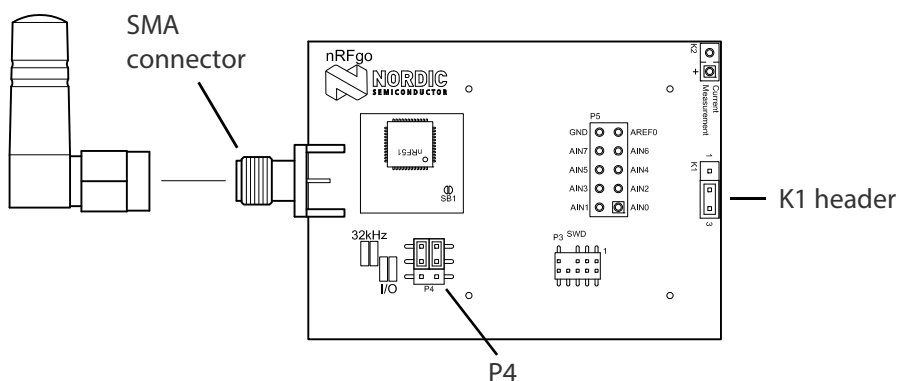 SMA
connector
nRFgo
NORDIC
SEMICONDUCTOR
K2
+
Current
Measurement
nRF51
SB1
P5
GND AREF0
AIN7 AIN6
AIN5 AIN4
AIN3 AIN2
AIN1 AIN0
1
K1
3
K1 header
32kHz
I/O
P4
P3 SWD
1
P4